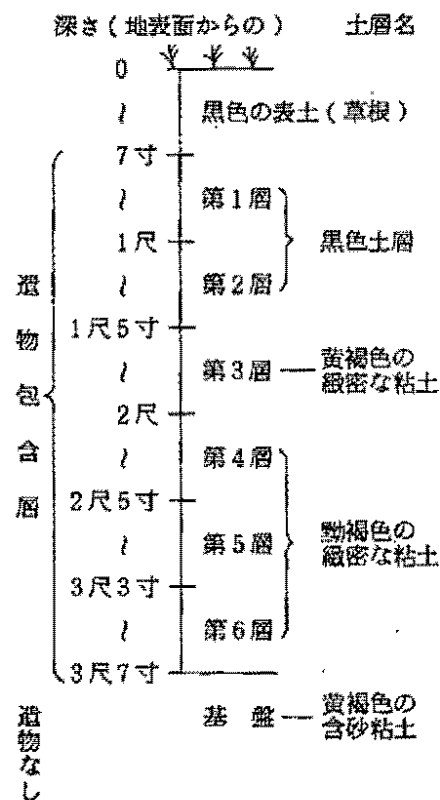 深さ(地表面からの) 土層名
0
~ 黒色の表土(草根)
7寸
~ 第1層
1尺 黒色土層
~ 第2層
1尺5寸
~ 第3層 黄褐色の緻密な粘土
2尺
~ 第4層
2尺5寸
~ 第5層 黝褐色の緻密な粘土
3尺3寸
~ 第6層
3尺7寸
基盤 黄褐色の含砂粘土
遺物包含層
遺物なし